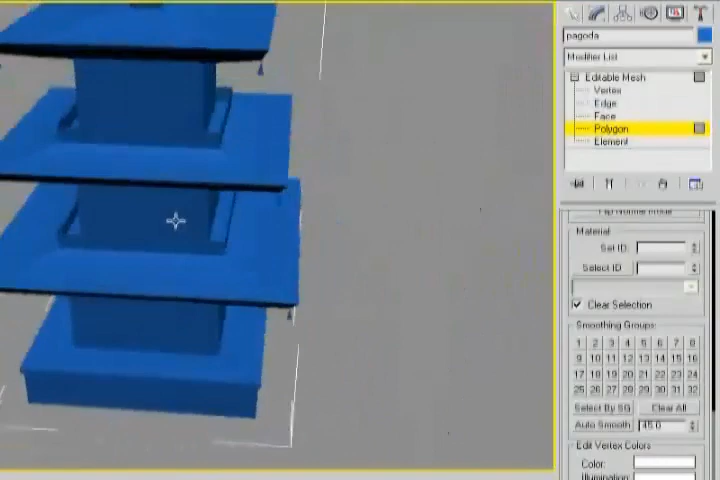 pagoda
Modifier List
Editable Mesh
Vertex
Edge
Face
Polygon
Element
Material
Set ID:
Select ID
Clear Selection
Smoothing Groups:
1 2 3 4 5 6 7 8
9 10 11 12 13 14 15 16
17 18 19 20 21 22 23 24
25 26 27 28 29 30 31 32
Select By SG Clear All
Auto Smooth 45.0
Edit Vertex Colors
Color:
Illumination: